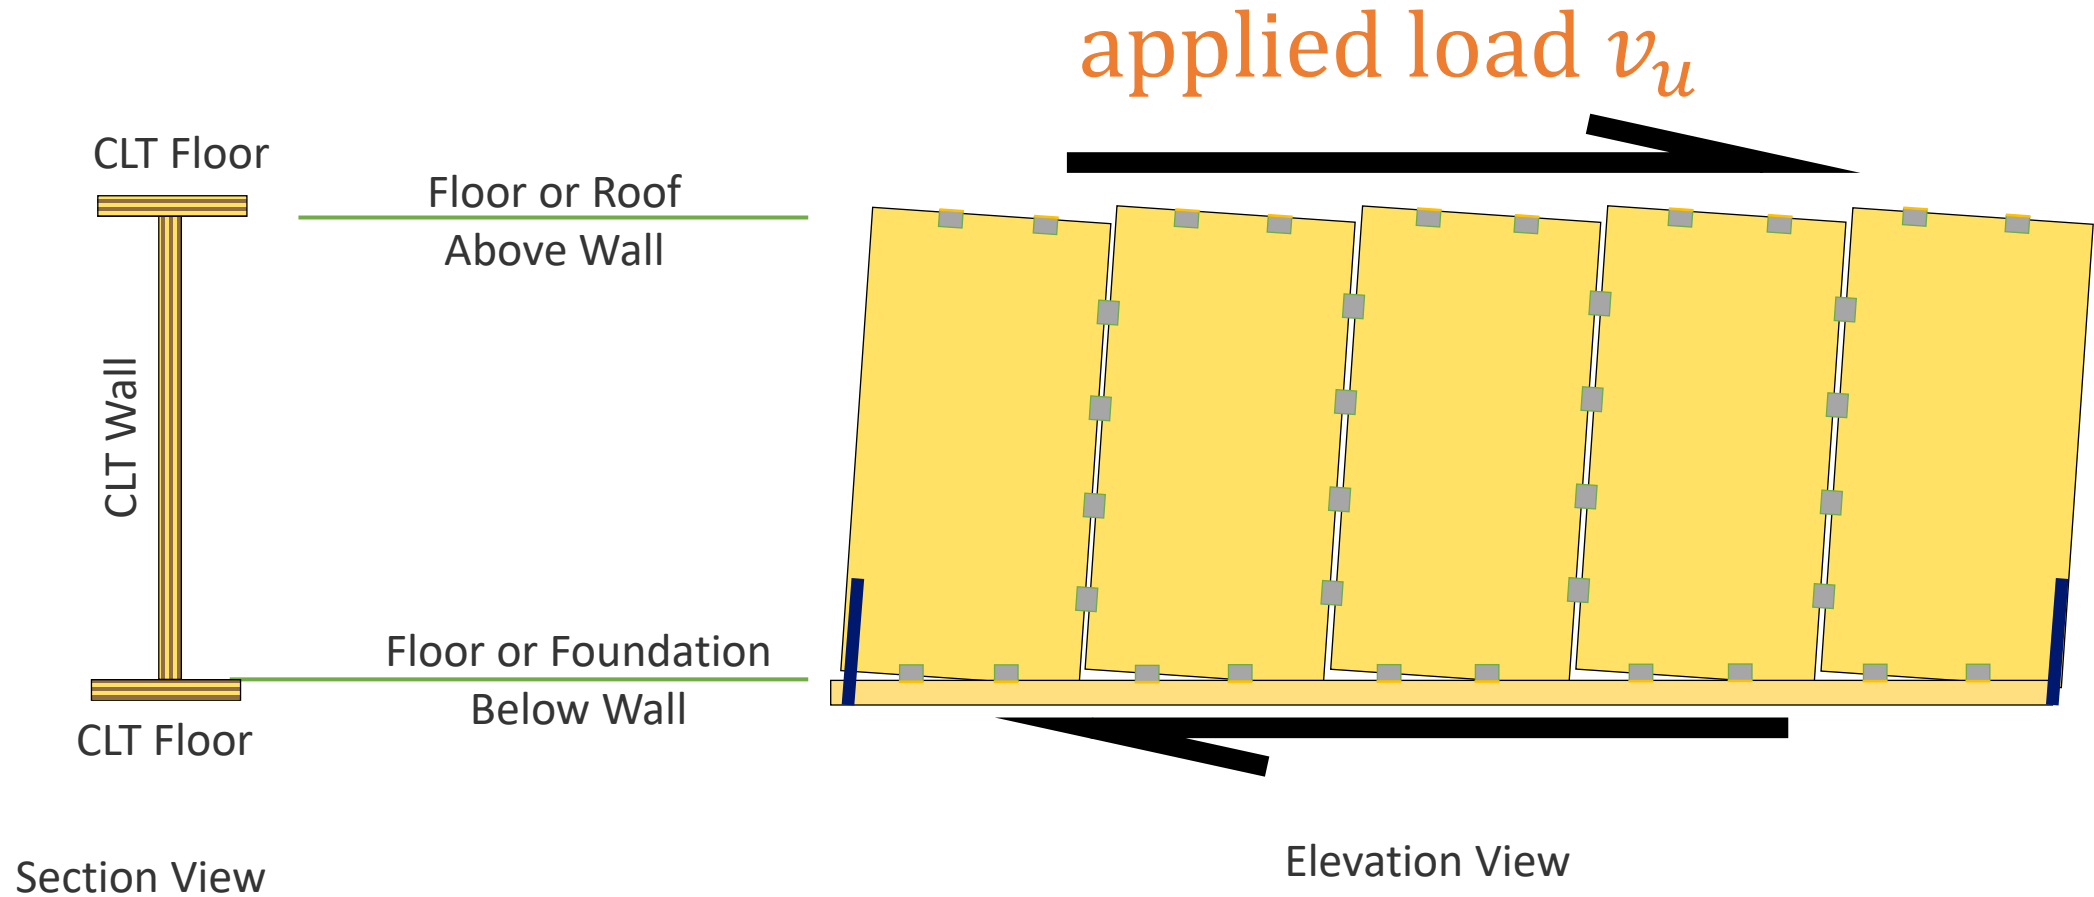 applied load vᵤ
CLT Floor
Floor or Roof
Above Wall
CLT Wall
Floor or Foundation
Below Wall
CLT Floor
Elevation View
Section View